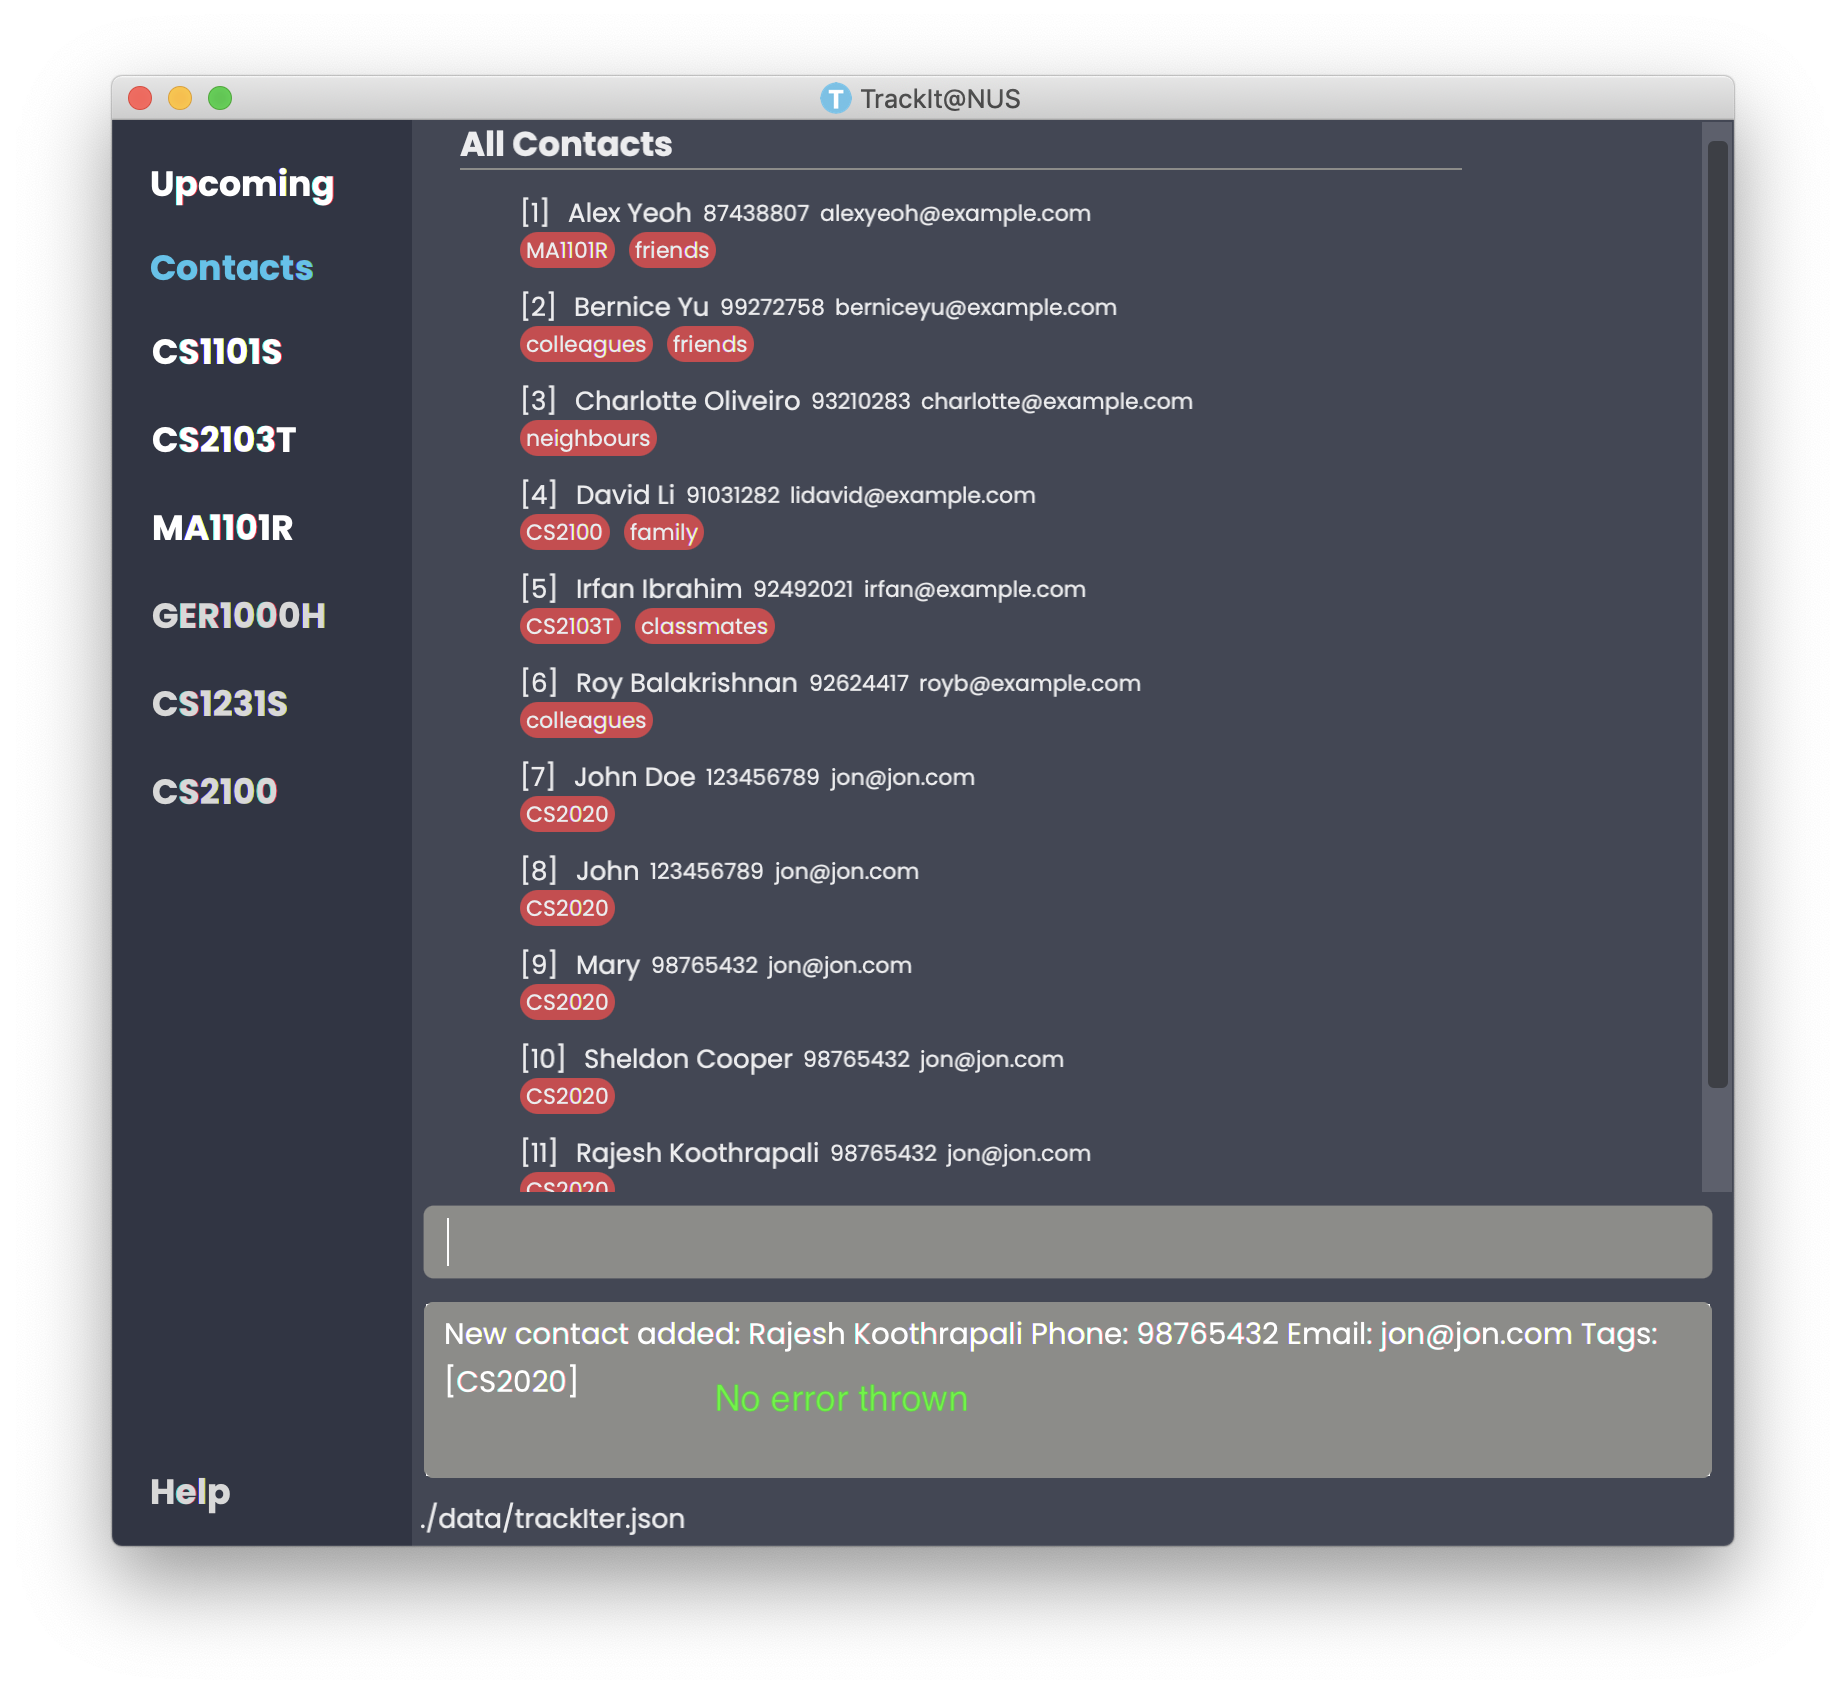 T TrackIt@NUS
Upcoming
Contacts
CS1101S
CS2103T
MA1101R
GER1000H
CS1231S
CS2100
Help
All Contacts
[1] Alex Yeoh 87438807 alexyeoh@example.com
MA1101R friends
[2] Bernice Yu 99272758 berniceyu@example.com
colleagues friends
[3] Charlotte Oliveiro 93210283 charlotte@example.com
neighbours
[4] David Li 91031282 lidavid@example.com
CS2100 family
[5] Irfan Ibrahim 92492021 irfan@example.com
CS2103T classmates
[6] Roy Balakrishnan 92624417 royb@example.com
colleagues
[7] John Doe 123456789 jon@jon.com
CS2020
[8] John 123456789 jon@jon.com
CS2020
[9] Mary 98765432 jon@jon.com
CS2020
[10] Sheldon Cooper 98765432 jon@jon.com
CS2020
[11] Rajesh Koothrapali 98765432 jon@jon.com
CS2020
New contact added: Rajesh Koothrapali Phone: 98765432 Email: jon@jon.com Tags:
[CS2020]
No error thrown
./data/trackIter.json